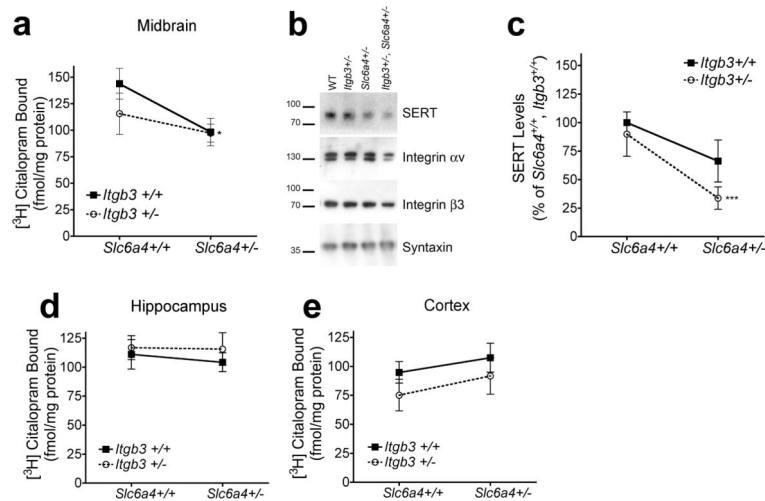 a
Midbrain
[³H] Citalopram Bound
(fmol/mg protein)
150
125
100
75
50
25
0
*
Itgb3 +/+
Itgb3 +/-
Slc6a4+/+
Slc6a4+/-
b
WT
Itgb3+/-
Slc6a4+/-
Itgb3+/-, Slc6a4+/-
100
70
SERT
130
Integrin αv
100
70
Integrin β3
35
Syntaxin
c
SERT Levels
(% of Slc6a4+/+, Itgb3+/+)
125
100
75
50
25
0
Itgb3+/+
Itgb3+/-
***
Slc6a4+/+
Slc6a4+/-
d
Hippocampus
[³H] Citalopram Bound
(fmol/mg protein)
125
100
75
50
25
0
Itgb3 +/+
Itgb3 +/-
Slc6a4+/+
Slc6a4+/-
e
Cortex
[³H] Citalopram Bound
(fmol/mg protein)
125
100
75
50
25
0
Itgb3 +/+
Itgb3 +/-
Slc6a4+/+
Slc6a4+/-